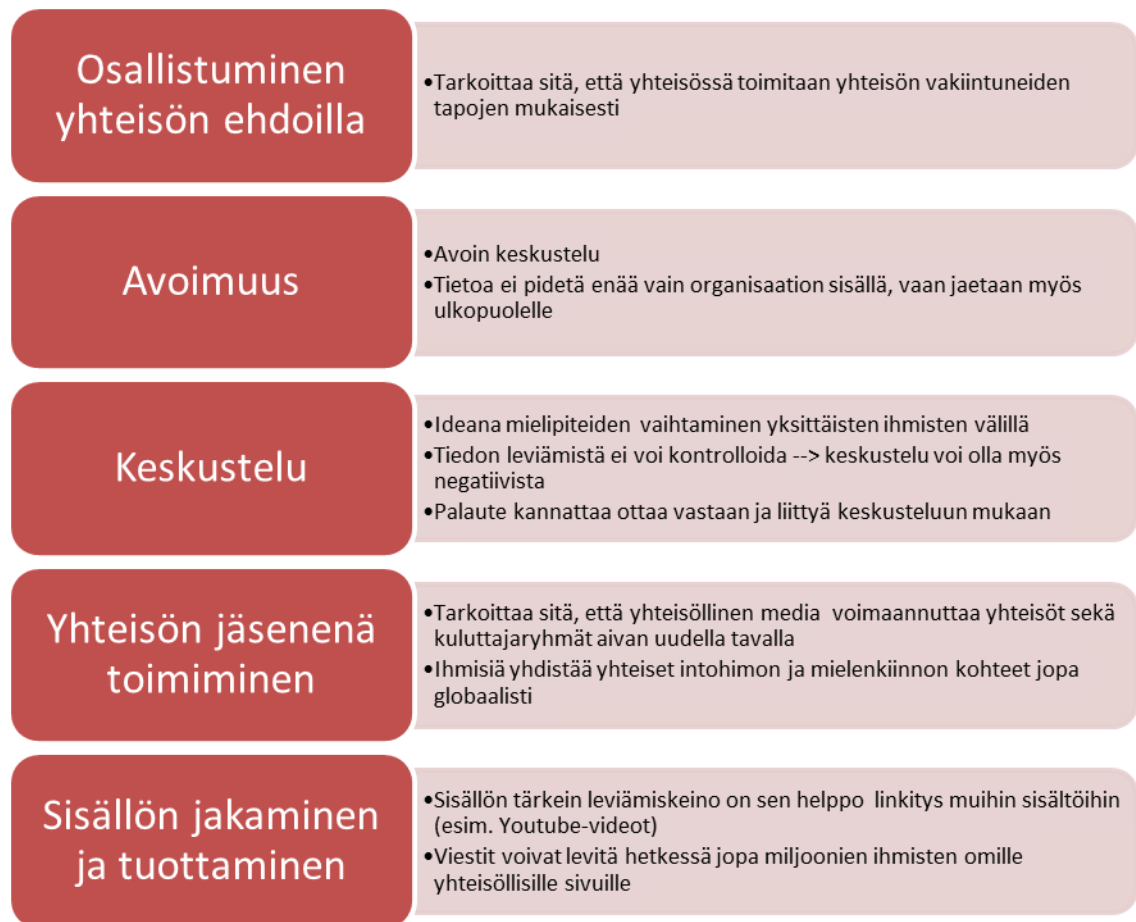 Osallistuminen
yhteisön ehdoilla
•Tarkoittaa sitä, että yhteisössä toimitaan yhteisön vakiintuneiden
tapojen mukaisesti
Avoimuus
•Avoin keskustelu
•Tietoa ei pidetä enää vain organisaation sisällä, vaan jaetaan myös
ulkopuolelle
Keskustelu
•Ideana mielipiteiden vaihtaminen yksittäisten ihmisten välillä
•Tiedon leviämistä ei voi kontrolloida --> keskustelu voi olla myös
negatiivista
•Palaute kannattaa ottaa vastaan ja liittyä keskusteluun mukaan
Yhteisön jäsenenä
toimiminen
•Tarkoittaa sitä, että yhteisöllinen media voimaannuttaa yhteisöt sekä
kuluttajaryhmät aivan uudella tavalla
•Ihmisiä yhdistää yhteiset intohimon ja mielenkiinnon kohteet jopa
globaalisti
Sisällön jakaminen
ja tuottaminen
•Sisällön tärkein leviämiskeino on sen helppo linkitys muihin sisältöihin
(esim. Youtube-videot)
•Viestit voivat levitä hetkessä jopa miljoonien ihmisten omille
yhteisöllisille sivuille